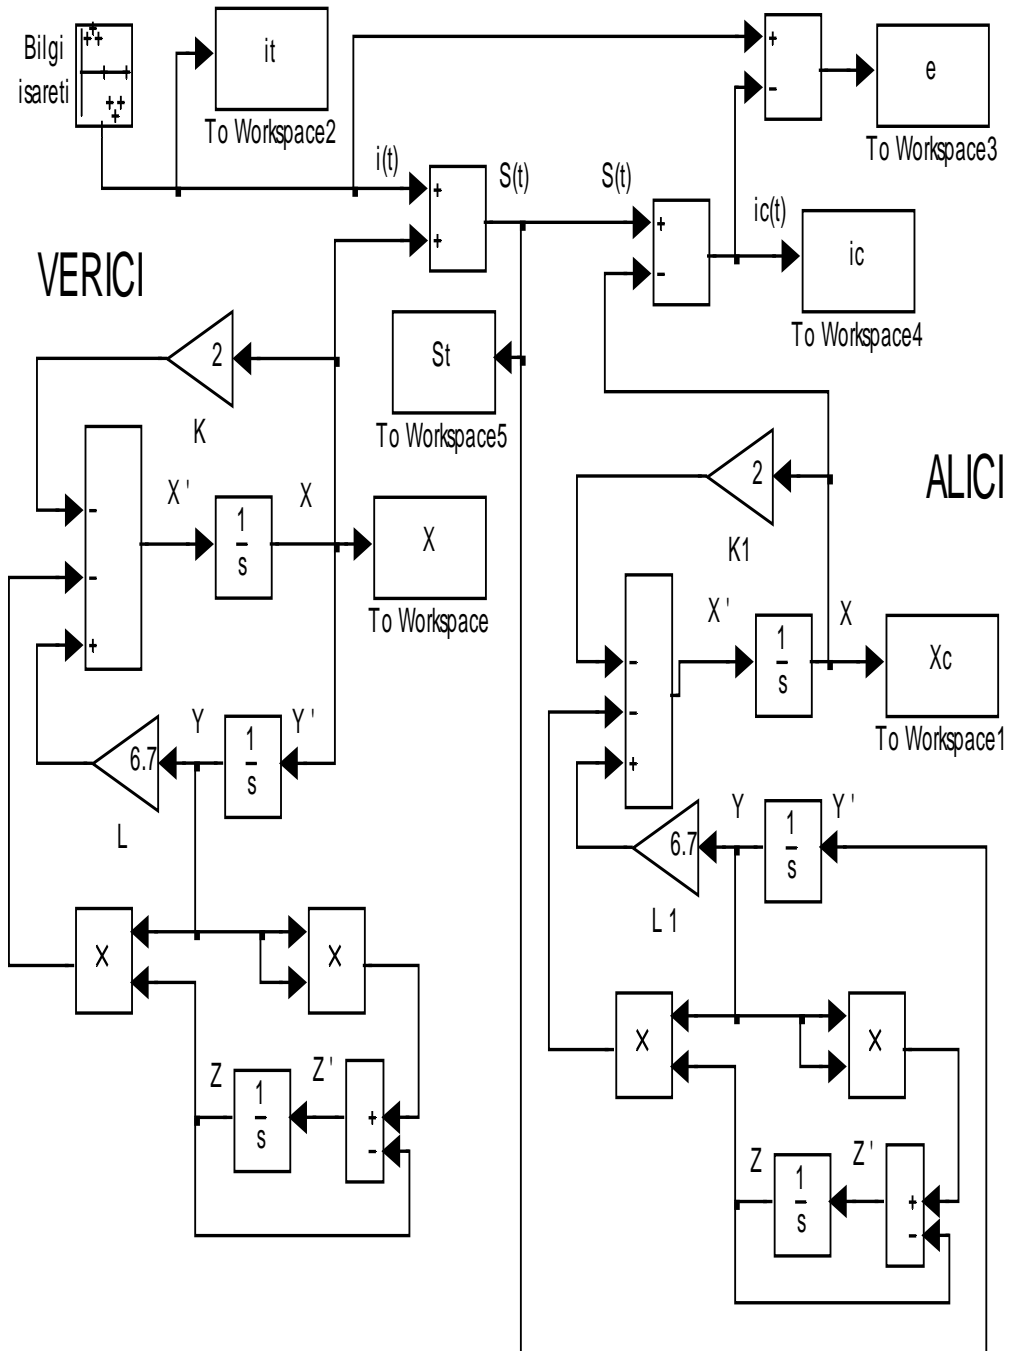 Bilgi
isareti
it
To Workspace2
+
-
e
To Workspace3
i(t)
+
+
S(t)
S(t)
+
-
ic(t)
ic
To Workspace4
VERICI
2
K
St
To Workspace5
ALICI
2
K1
-
-
+
X '
1
s
X
X
To Workspace
-
-
+
X '
1
s
X
Xc
To Workspace1
6.7
L
Y
1
s
Y '
6.7
L 1
Y
1
s
Y '
X
X
Z
1
s
Z '
+
-
X
X
Z
1
s
Z '
+
-